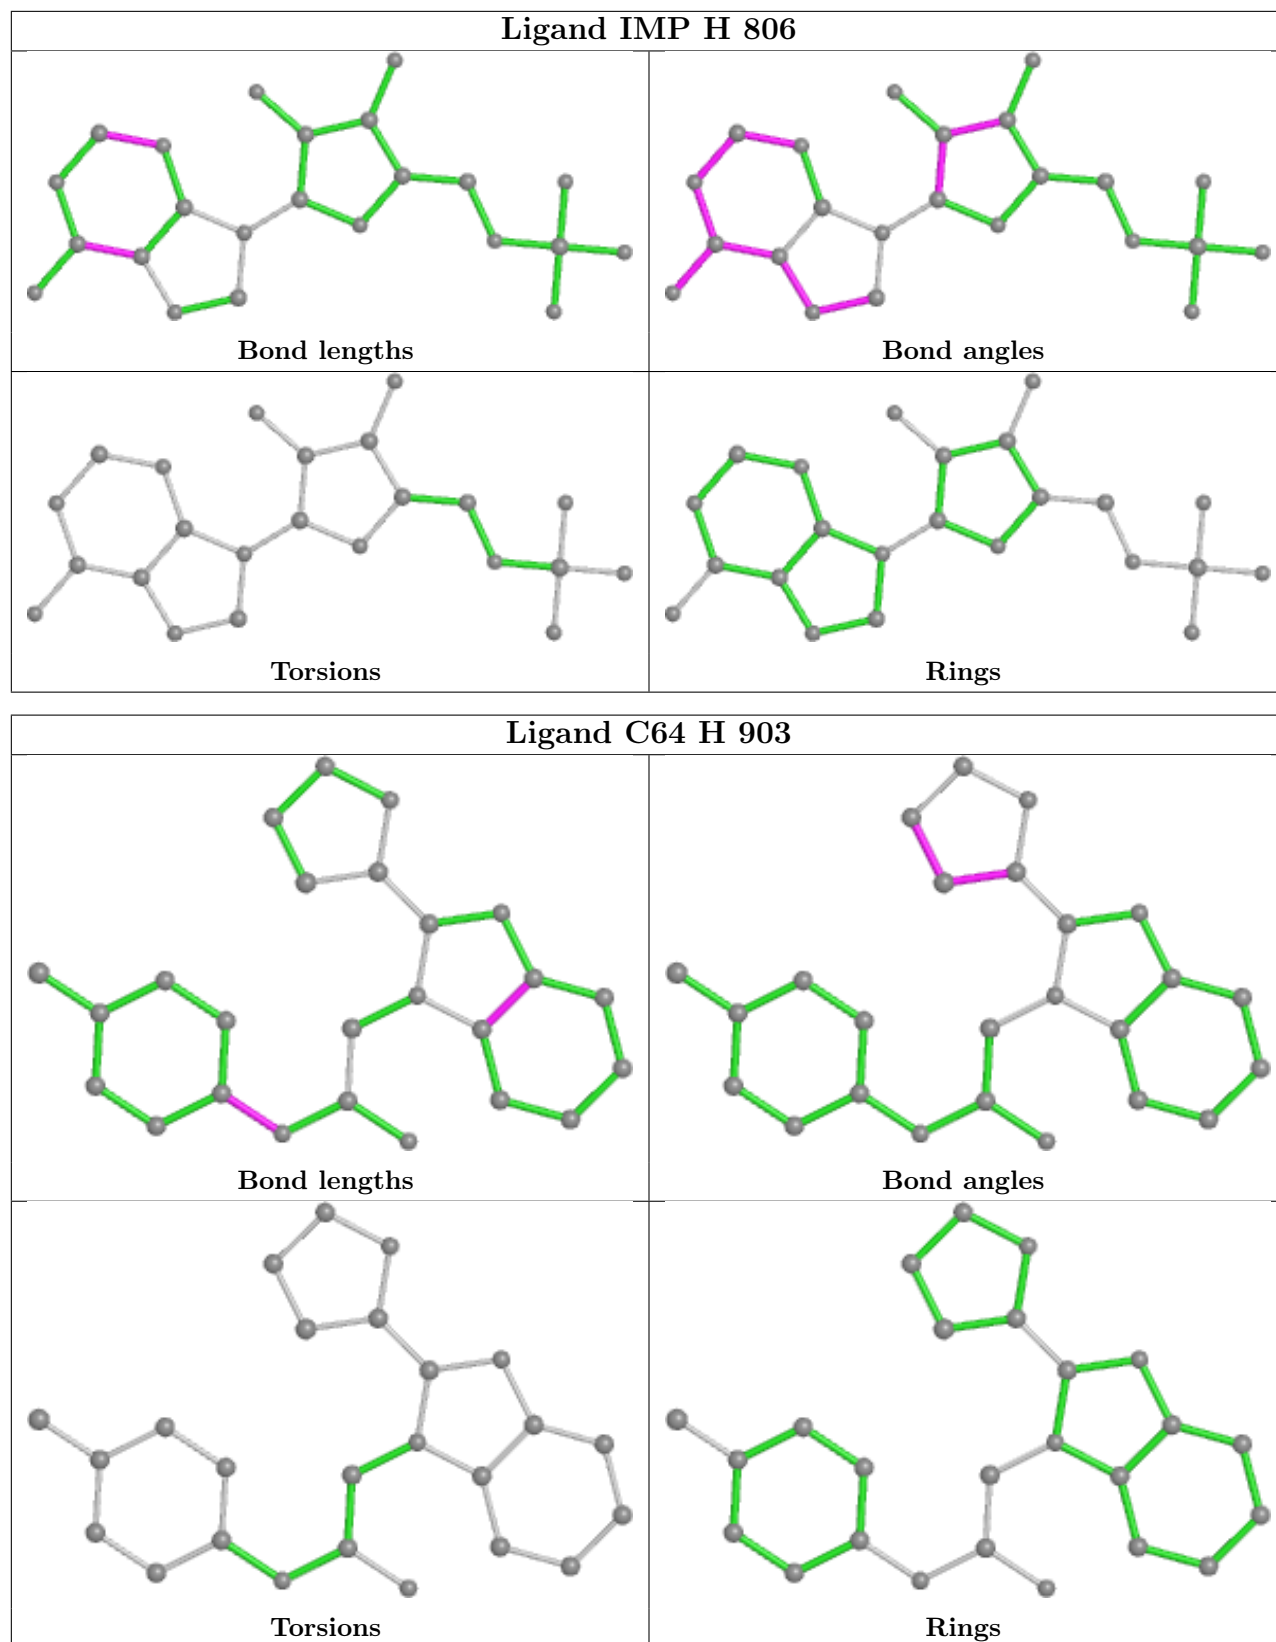 Ligand IMP H 806
Bond lengths
Bond angles
Torsions
Rings
Ligand C64 H 903
Bond lengths
Bond angles
Torsions
Rings